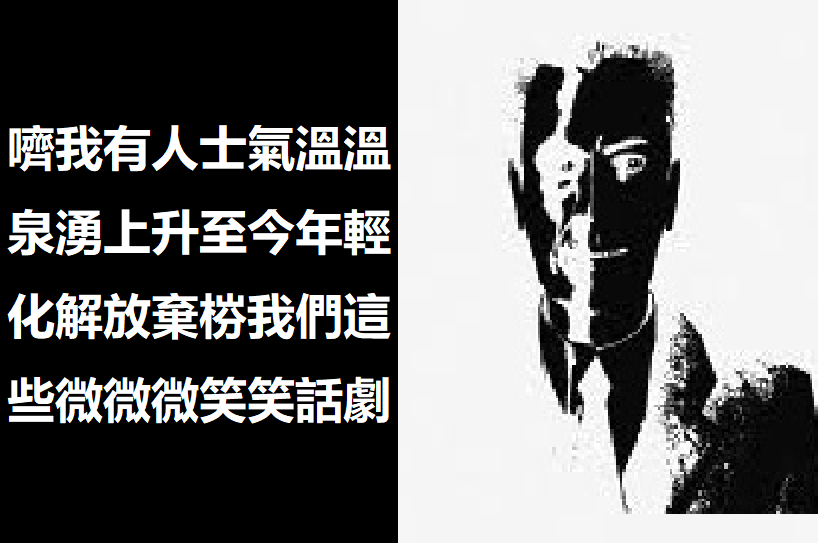 嚌我有人士氣溫溫
泉湧上升至今年輕
化解放棄榜我們這
些微微微笑笑話劇